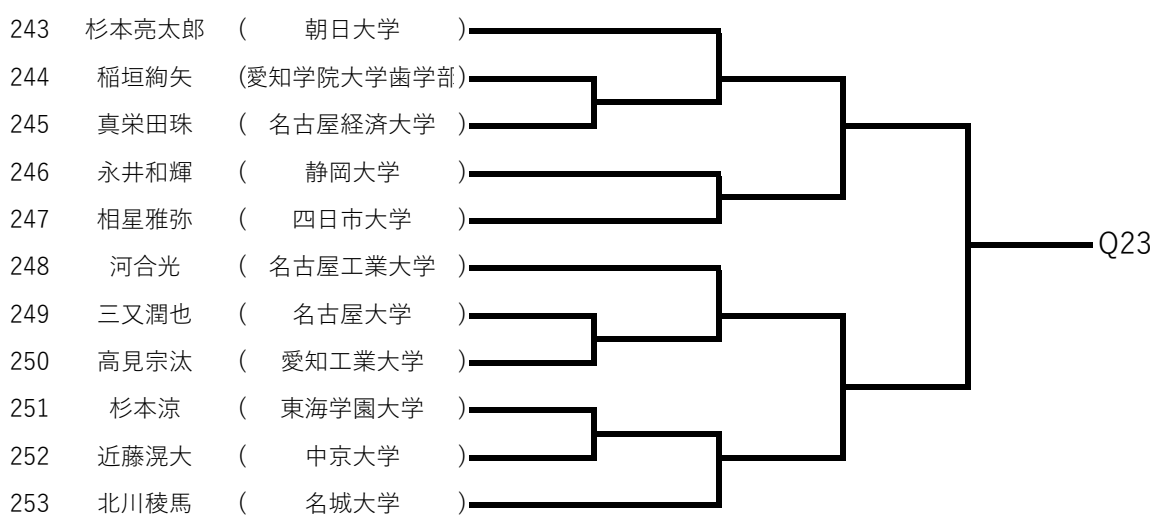 243 杉本亮太郎 ( 朝日大学 )
244 稲垣絢矢 (愛知学院大学歯学部)
245 真栄田珠 ( 名古屋経済大学 )
246 永井和輝 ( 静岡大学 )
247 相星雅弥 ( 四日市大学 )
Q23
248 河合光 ( 名古屋工業大学 )
249 三又潤也 ( 名古屋大学 )
250 高見宗汰 ( 愛知工業大学 )
251 杉本涼 ( 東海学園大学 )
252 近藤滉大 ( 中京大学 )
253 北川稜馬 ( 名城大学 )